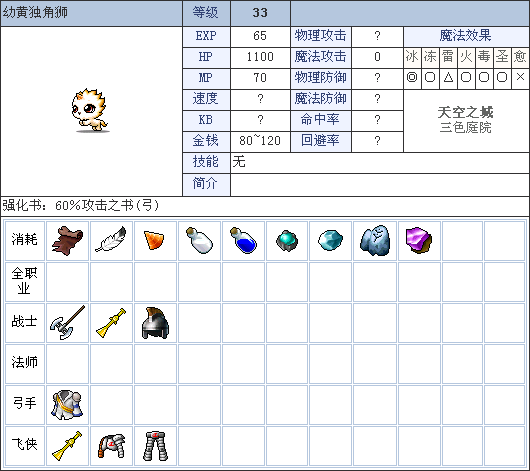 幼黄独角狮 等级 33
EXP 65 物理攻击 ? 魔法效果
HP 1100 魔法攻击 0 冰 冻 雷 火 毒 圣 愈
MP 70 物理防御 ? ◎ ○ △ ○ ○ ○ ×
速度 ? 魔法防御 ? 天空之城
三色庭院
KB ? 命中率 ?
金钱 80~120 回避率 ?
技能 无
简介
强化书: 60%攻击之书(弓)
消耗
全职
业
战士
法师
弓手
飞侠